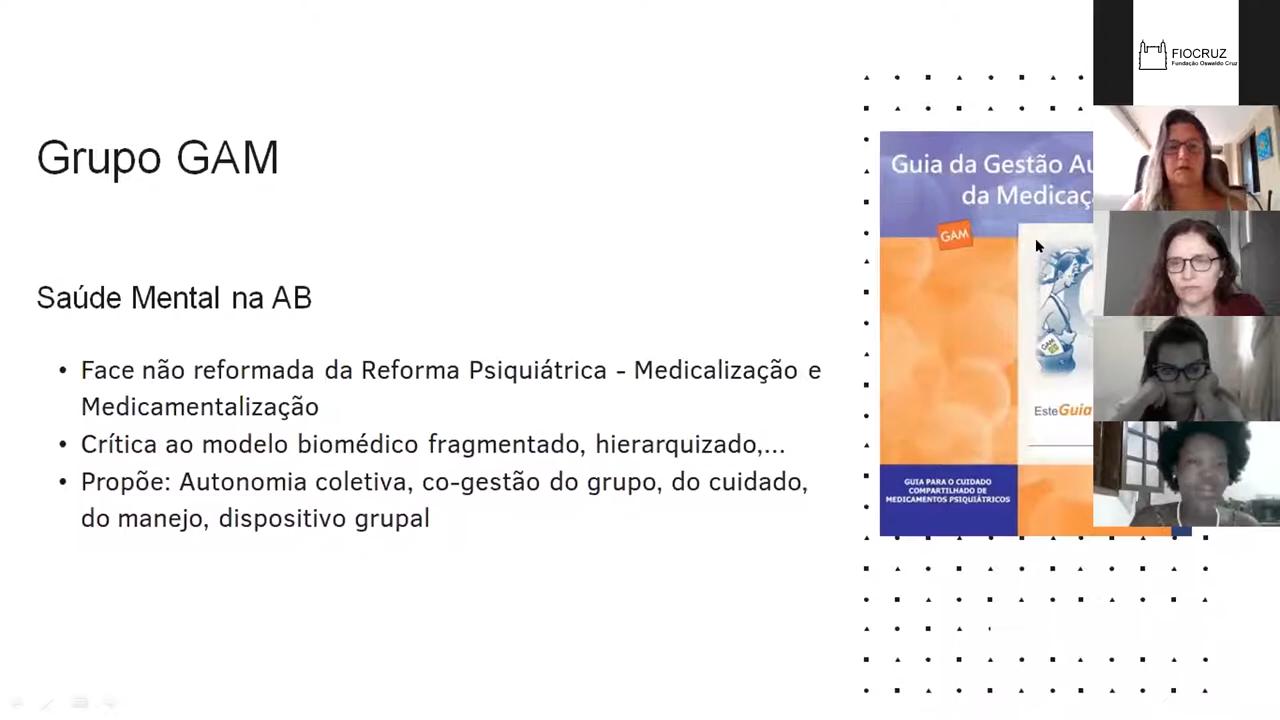 FIOCRUZ
Fundação Oswaldo Cruz
Grupo GAM
Saúde Mental na AB
• Face não reformada da Reforma Psiquiátrica - Medicalização e
Medicamentalização
• Crítica ao modelo biomédico fragmentado, hierarquizado,...
• Propõe: Autonomia coletiva, co-gestão do grupo, do cuidado,
do manejo, dispositivo grupal
Guia da Gestão Au
da Medicaç
GAM
GAM
Este Guia
GUIA PARA O CUIDADO
COMPARTILHADO DE
MEDICAMENTOS PSIQUIÁTRICOS